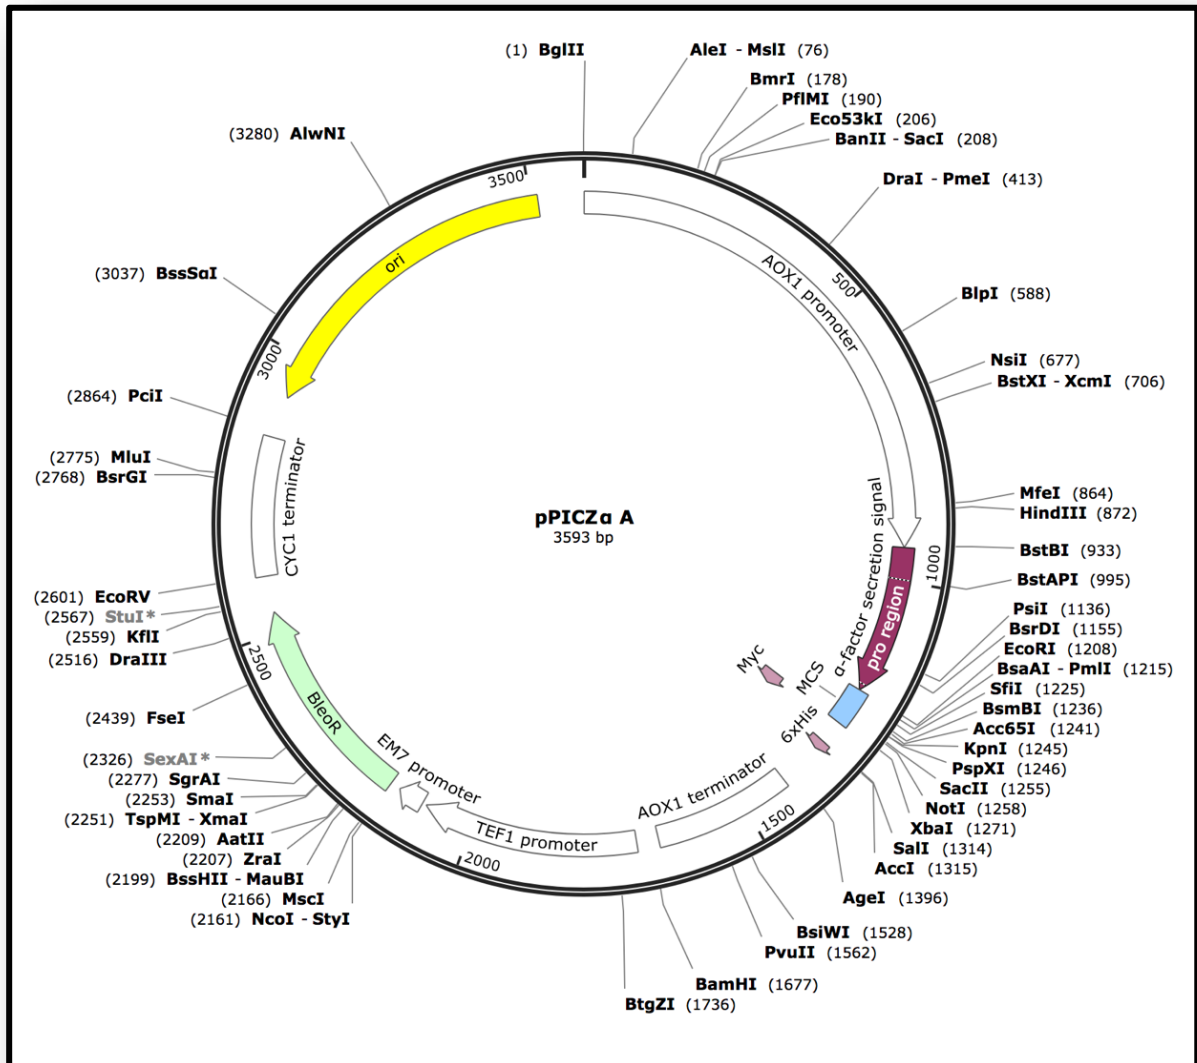 (1) BglII
AleI - MslI (76)
BmrI (178)
PflMI (190)
Eco53kI (206)
BanII - SacI (208)
DraI - PmeI (413)
BlpI (588)
NsiI (677)
BstXI - XcmI (706)
MfeI (864)
HindIII (872)
BstBI (933)
BstAPI (995)
PsiI (1136)
BsrDI (1155)
EcoRI (1208)
BsaAI - PmlI (1215)
SfiI (1225)
BsmBI (1236)
Acc65I (1241)
KpnI (1245)
PspXI (1246)
SacII (1255)
NotI (1258)
XbaI (1271)
SalI (1314)
AccI (1315)
AgeI (1396)
BsiWI (1528)
PvuII (1562)
BamHI (1677)
BtgZI (1736)
(2161) NcoI - StyI
(2166) MscI
(2199) BssHII - MauBI
(2207) ZraI
(2209) AatII
(2251) TspMI - XmaI
(2253) SmaI
(2277) SgrAI
(2326) SexAI*
(2439) FseI
(2516) DraIII
(2559) KflI
(2567) StuI*
(2601) EcoRV
(2768) BsrGI
(2775) MluI
(2864) PciI
(3037) BssSαI
(3280) AlwNI
500
1000
1500
2000
2500
3000
3500
AOX1 promoter
α-factor secretion signal
pro region
MCS
Myc
6xHis
AOX1 terminator
TEF1 promoter
EM7 promoter
BleoR
CYC1 terminator
ori
pPICZα A
3593 bp